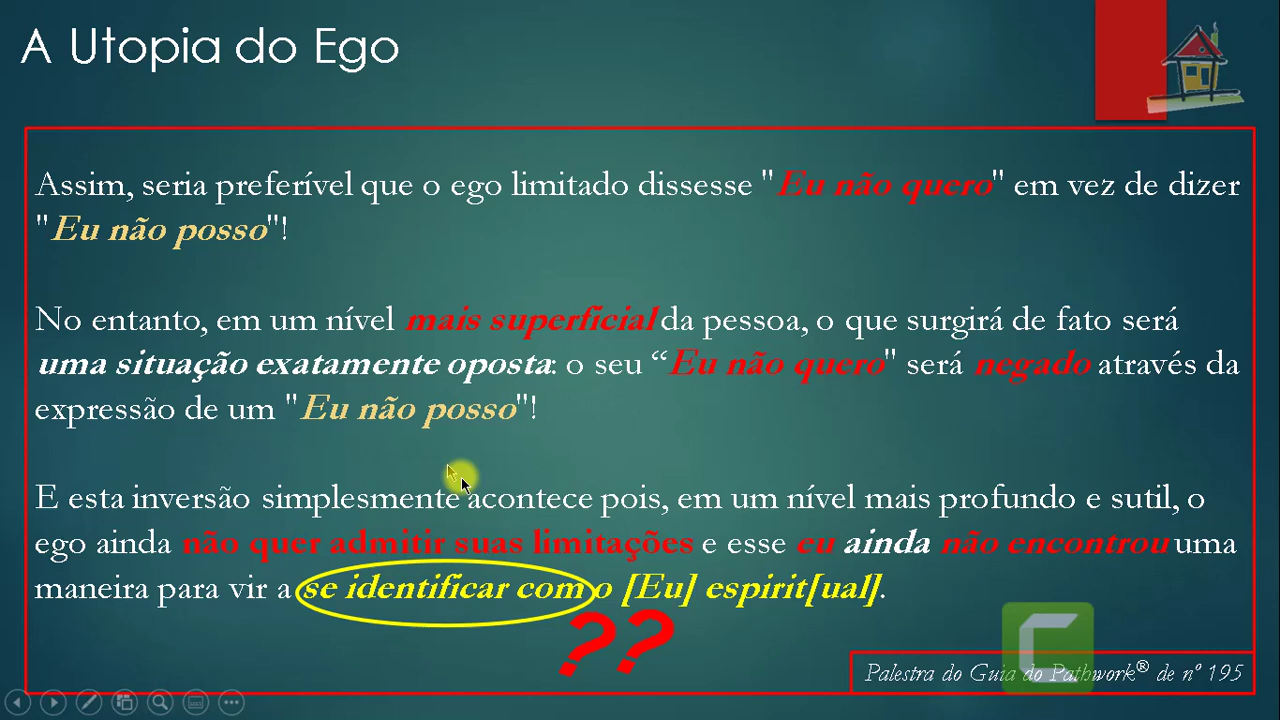 A Utopia do Ego
Assim, seria preferível que o ego limitado dissesse "Eu não quero" em vez de dizer
"Eu não posso"!
No entanto, em um nível mais superficial da pessoa, o que surgirá de fato será
uma situação exatamente oposta: o seu “Eu não quero" será negado através da
expressão de um "Eu não posso"!
E esta inversão simplesmente acontece pois, em um nível mais profundo e sutil, o
ego ainda não quer admitir suas limitações e esse eu ainda não encontrou uma
maneira para vir a se identificar com o [Eu] espirit[ual].
??
Palestra do Guia do Pathwork® de nº 195